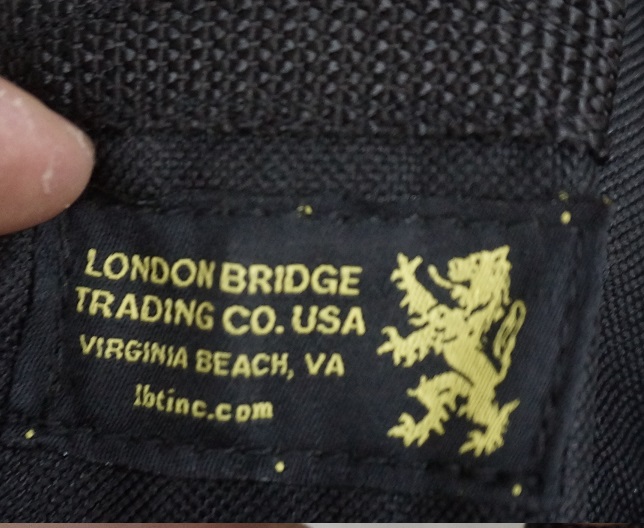 LONDON BRIDGE
TRADING CO. USA
VIRGINIA BEACH, VA
lbtinc.com